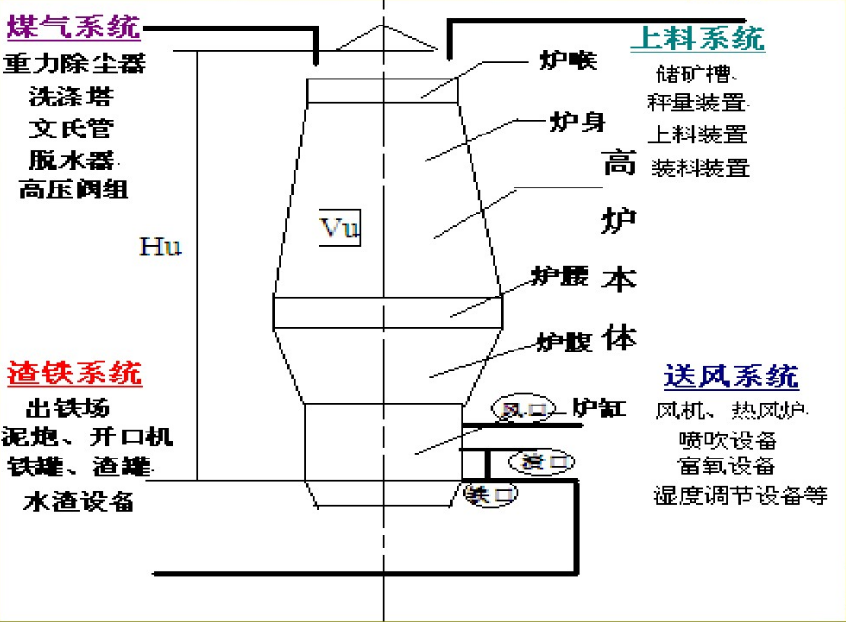 煤气系统
重力除尘器
洗涤塔
文氏管
脱水器
高压阀组
上料系统
储矿槽、
秤量装置
上料装置
装料装置
炉喉
炉身
高炉本体
Vu
Hu
炉腰
炉腹
炉缸
风口
渣口
铁口
渣铁系统
出铁场
泥炮、开口机
铁罐、渣罐
水渣设备
送风系统
风机、热风炉
喷吹设备
富氧设备
湿度调节设备等